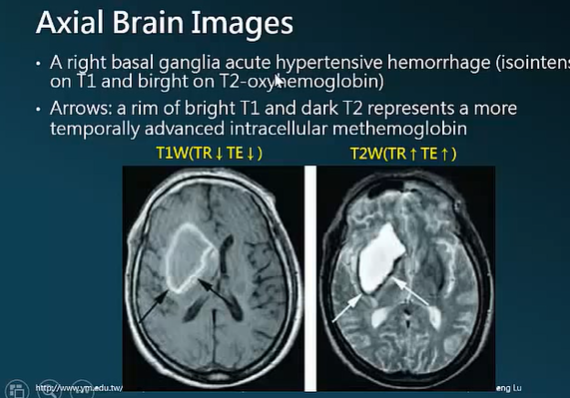 Axial Brain Images
• A right basal ganglia acute hypertensive hemorrhage (isointens
on T1 and biright on T2-oxyhemoglobin)
• Arrows: a rim of bright T1 and dark T2 represents a more
temporally advanced intracellular methemoglobin
T1W(TR↓TE↓)
T2W(TR↑TE↑)
http://www.ym.edu.tw/
eng Lu